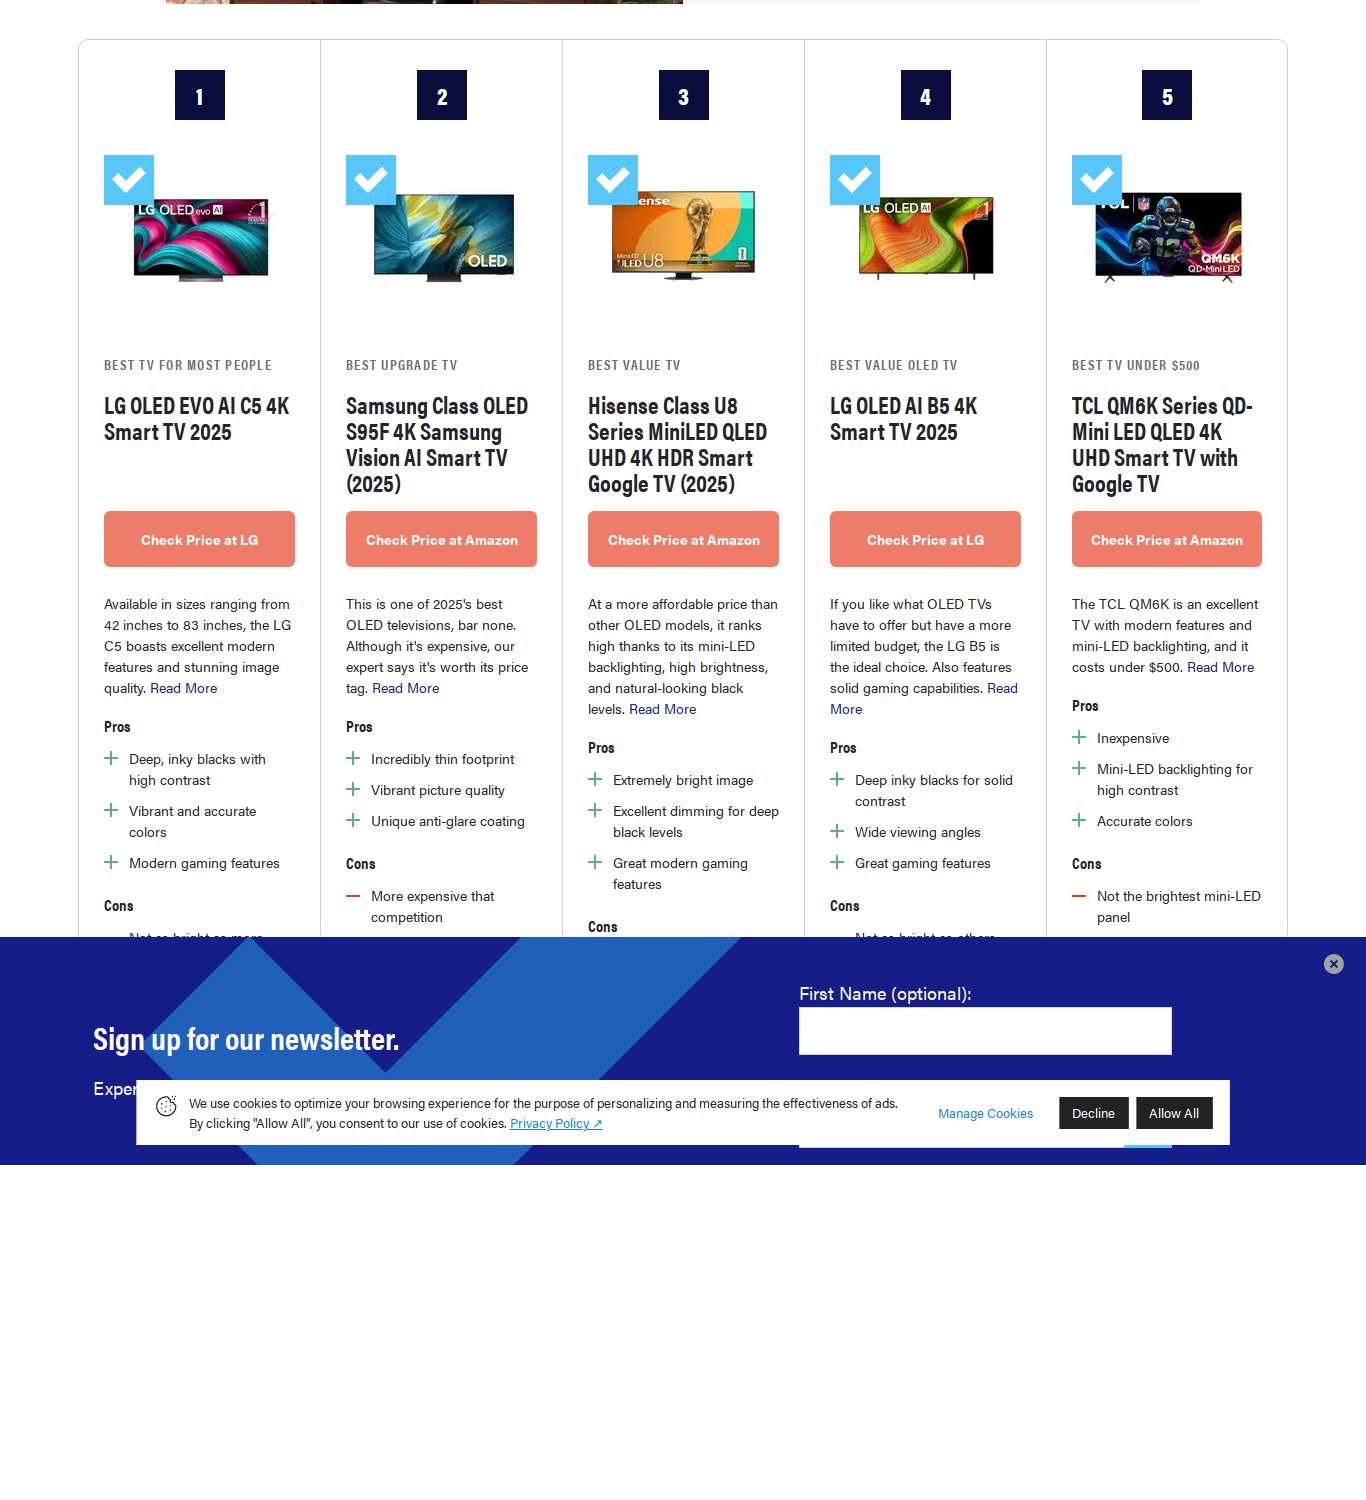 1
LG OLED evo AI
BEST TV FOR MOST PEOPLE
LG OLED EVO AI C5 4K
Smart TV 2025
Check Price at LG
Available in sizes ranging from
42 inches to 83 inches, the LG
C5 boasts excellent modern
features and stunning image
quality. Read More
Pros
Deep, inky blacks with
high contrast
Vibrant and accurate
colors
Modern gaming features
Cons
Not as bright as more
2
OLED
BEST UPGRADE TV
Samsung Class OLED
S95F 4K Samsung
Vision AI Smart TV
(2025)
Check Price at Amazon
This is one of 2025's best
OLED televisions, bar none.
Although it's expensive, our
expert says it's worth its price
tag. Read More
Pros
Incredibly thin footprint
Vibrant picture quality
Unique anti-glare coating
Cons
More expensive that
competition
3
ense
MiniLED
ULED U8
BEST VALUE TV
Hisense Class U8
Series MiniLED QLED
UHD 4K HDR Smart
Google TV (2025)
Check Price at Amazon
At a more affordable price than
other OLED models, it ranks
high thanks to its mini-LED
backlighting, high brightness,
and natural-looking black
levels. Read More
Pros
Extremely bright image
Excellent dimming for deep
black levels
Great modern gaming
features
Cons
4
LG OLED AI
BEST VALUE OLED TV
LG OLED AI B5 4K
Smart TV 2025
Check Price at LG
If you like what OLED TVs
have to offer but have a more
limited budget, the LG B5 is
the ideal choice. Also features
solid gaming capabilities. Read
More
Pros
Deep inky blacks for solid
contrast
Wide viewing angles
Great gaming features
Cons
Not as bright as others
5
TCL NFL
QM6K
QD-Mini LED
BEST TV UNDER $500
TCL QM6K Series QD-
Mini LED QLED 4K
UHD Smart TV with
Google TV
Check Price at Amazon
The TCL QM6K is an excellent
TV with modern features and
mini-LED backlighting, and it
costs under $500. Read More
Pros
Inexpensive
Mini-LED backlighting for
high contrast
Accurate colors
Cons
Not the brightest mini-LED
panel
Sign up for our newsletter.
Exper
First Name (optional):
We use cookies to optimize your browsing experience for the purpose of personalizing and measuring the effectiveness of ads.
By clicking "Allow All", you consent to our use of cookies. Privacy Policy ↗
Manage Cookies
Decline
Allow All